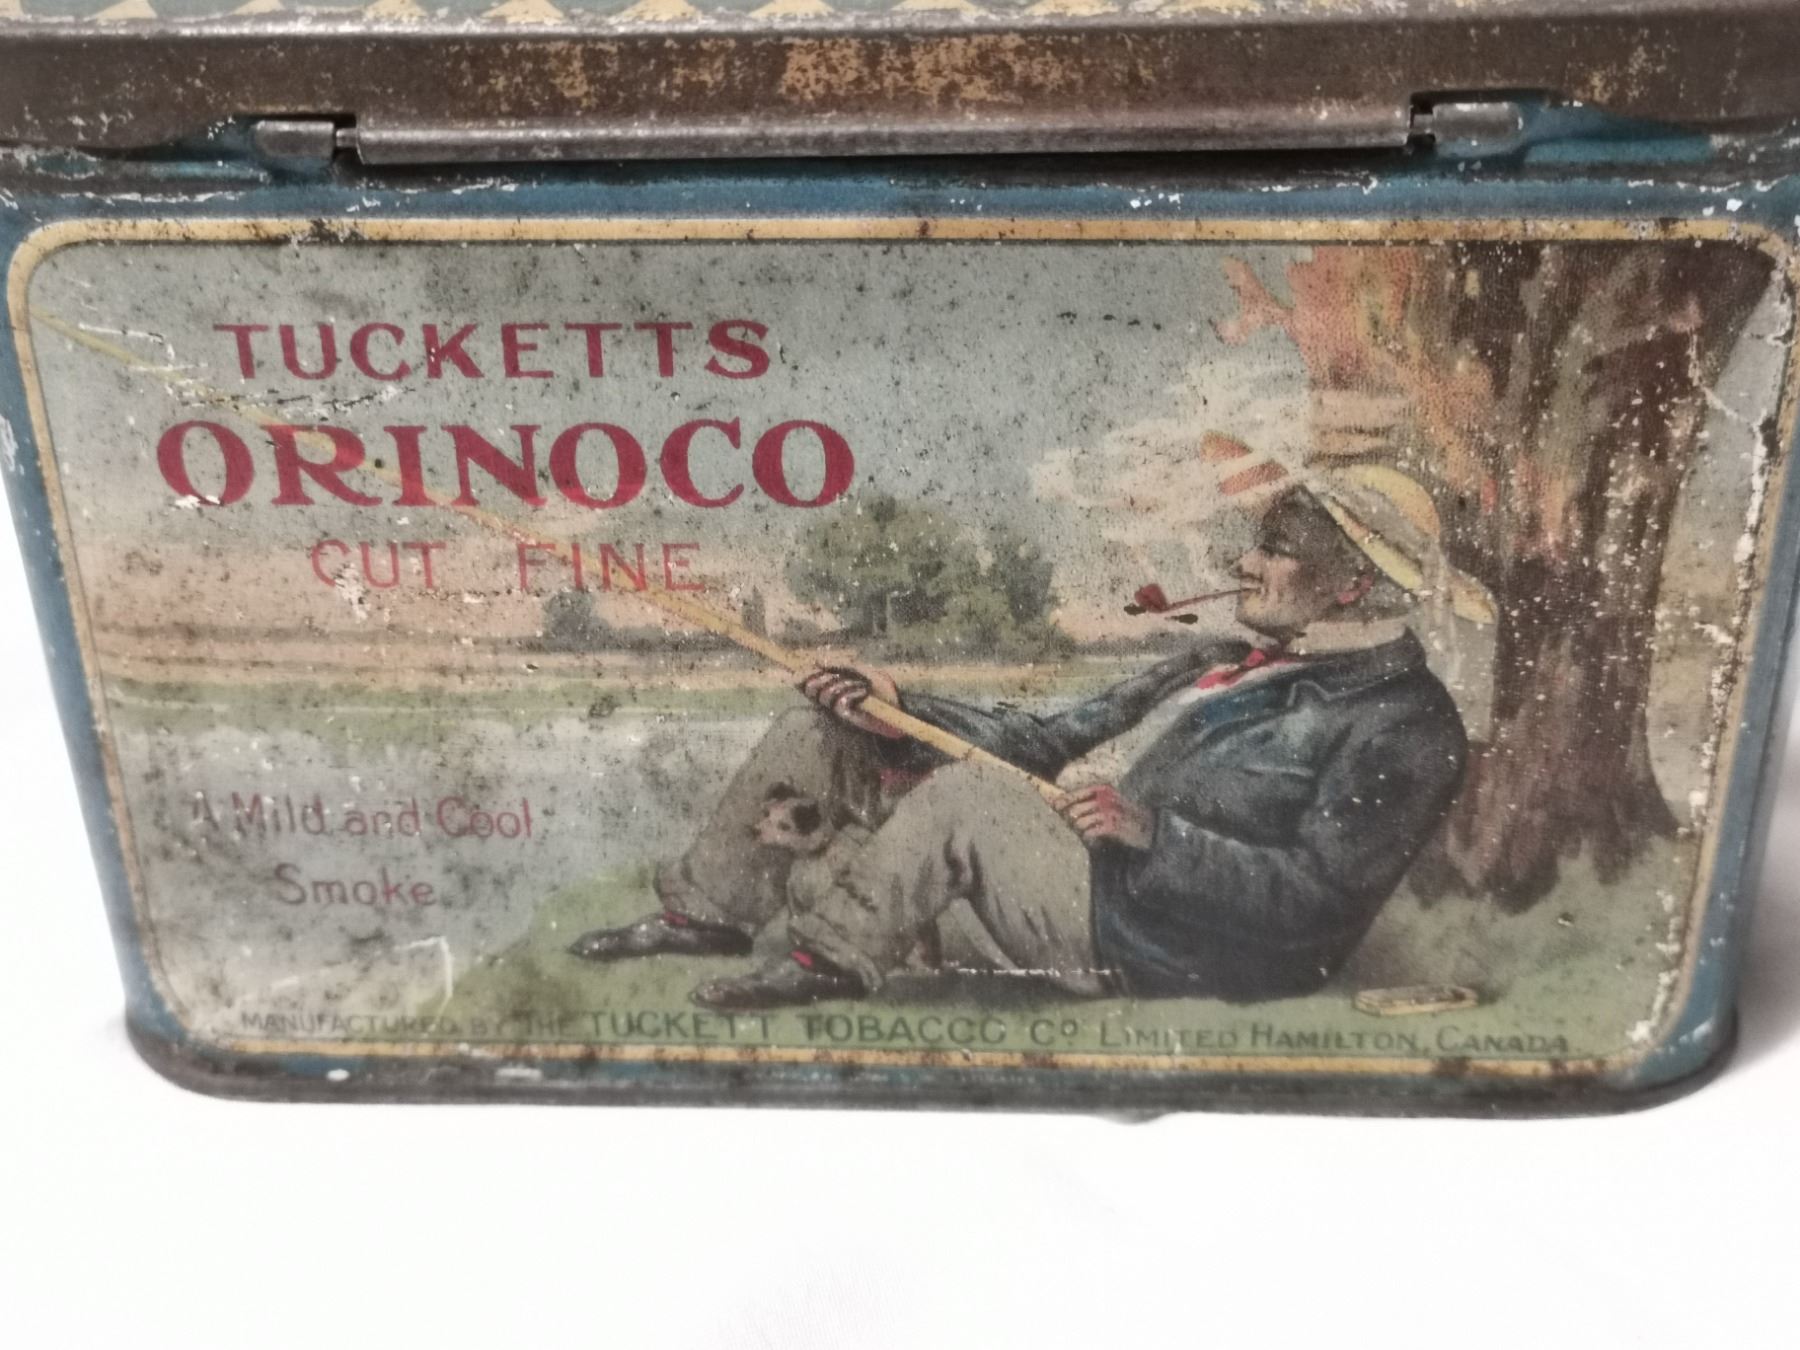 TUCKETTS
ORINOCO
CUT FINE
A Mild and Cool
Smoke
MANUFACTURED BY THE TUCKETT TOBACCO Cº LIMITED HAMILTON, CANADA